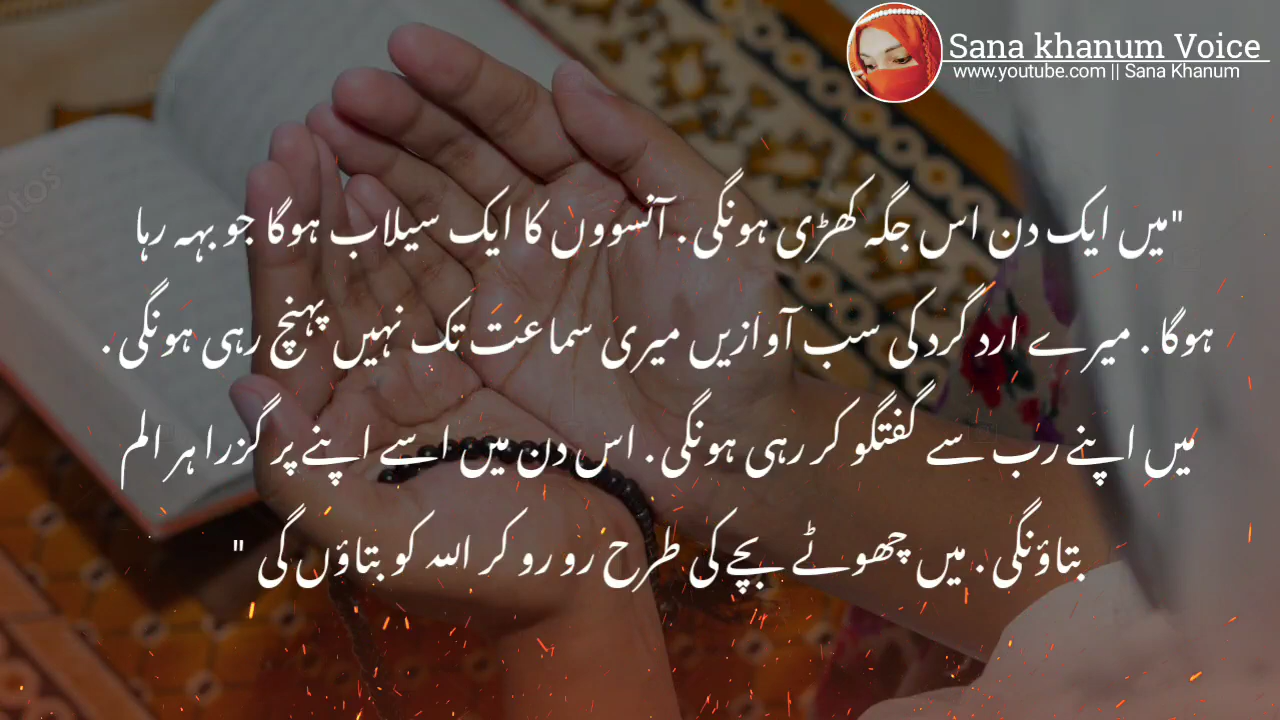 Sana khanum Voice
www.youtube.com || Sana Khanum
"میں ایک دن اس جگہ کھڑی ہونگی. آنسووں کا ایک سیلاب ہوگا جو بہہ رہا
ہوگا. میرے ارد گرد کی سب آوازیں میری سماعت تک نہیں پہنچ رہی ہونگی.
میں اپنے رب سے گفتگو کر رہی ہونگی. اس دن میں اسے اپنے پر گزرا ہر الم
بتاؤنگی. میں چھوٹے بچے کی طرح رو رو کر اللہ کو بتاؤں گی "